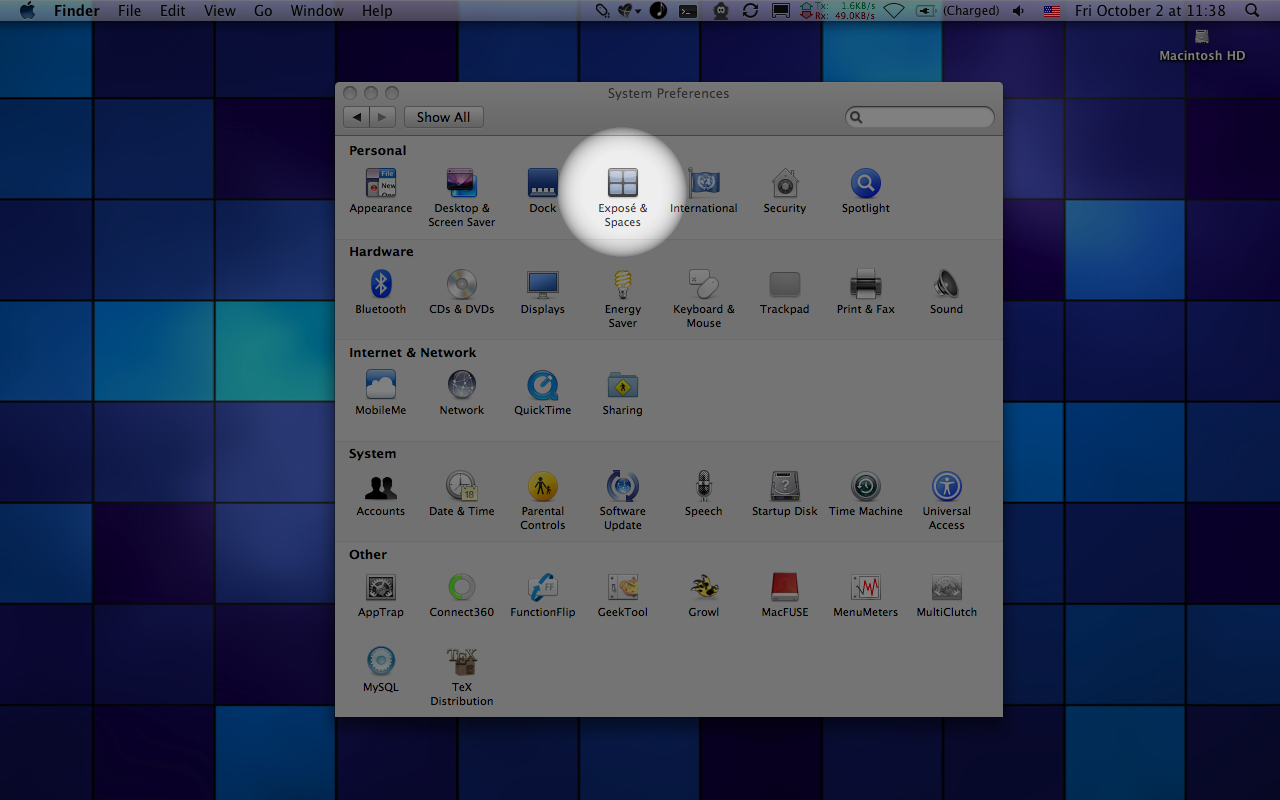 Finder File Edit View Go Window Help Tx: 1.6KB/s Rx: 49.0KB/s (Charged) Fri October 2 at 11:38
Macintosh HD
System Preferences
Show All
Personal
Appearance
Desktop &
Screen Saver
Dock
Exposé &
Spaces
International
Security
Spotlight
Hardware
Bluetooth
CDs & DVDs
Displays
Energy
Saver
Keyboard &
Mouse
Trackpad
Print & Fax
Sound
Internet & Network
MobileMe
Network
QuickTime
Sharing
System
Accounts
Date & Time
Parental
Controls
Software
Update
Speech
Startup Disk
Time Machine
Universal
Access
Other
AppTrap
Connect360
FunctionFlip
GeekTool
Growl
MacFUSE
MenuMeters
MultiClutch
MySQL
TeX
Distribution